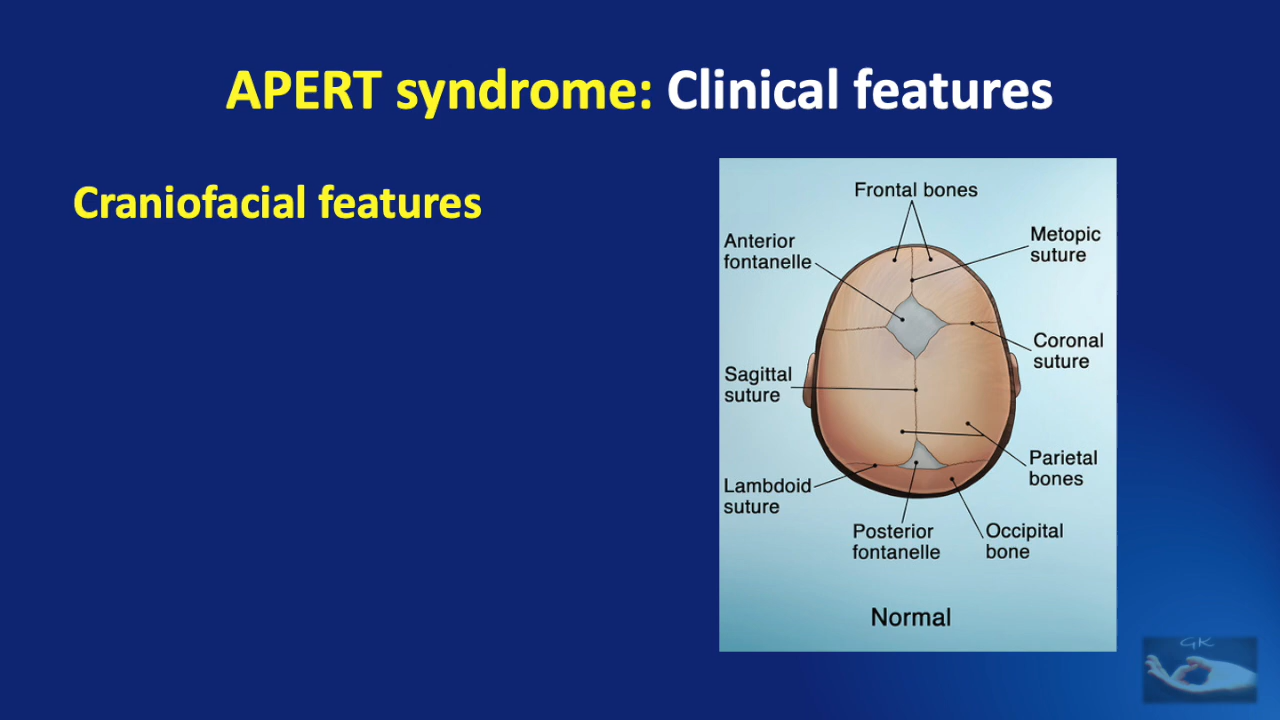 APERT syndrome: Clinical features
Craniofacial features
Frontal bones
Anterior
fontanelle
Metopic
suture
Coronal
suture
Sagittal
suture
Parietal
bones
Lambdoid
suture
Posterior
fontanelle
Occipital
bone
Normal
GK